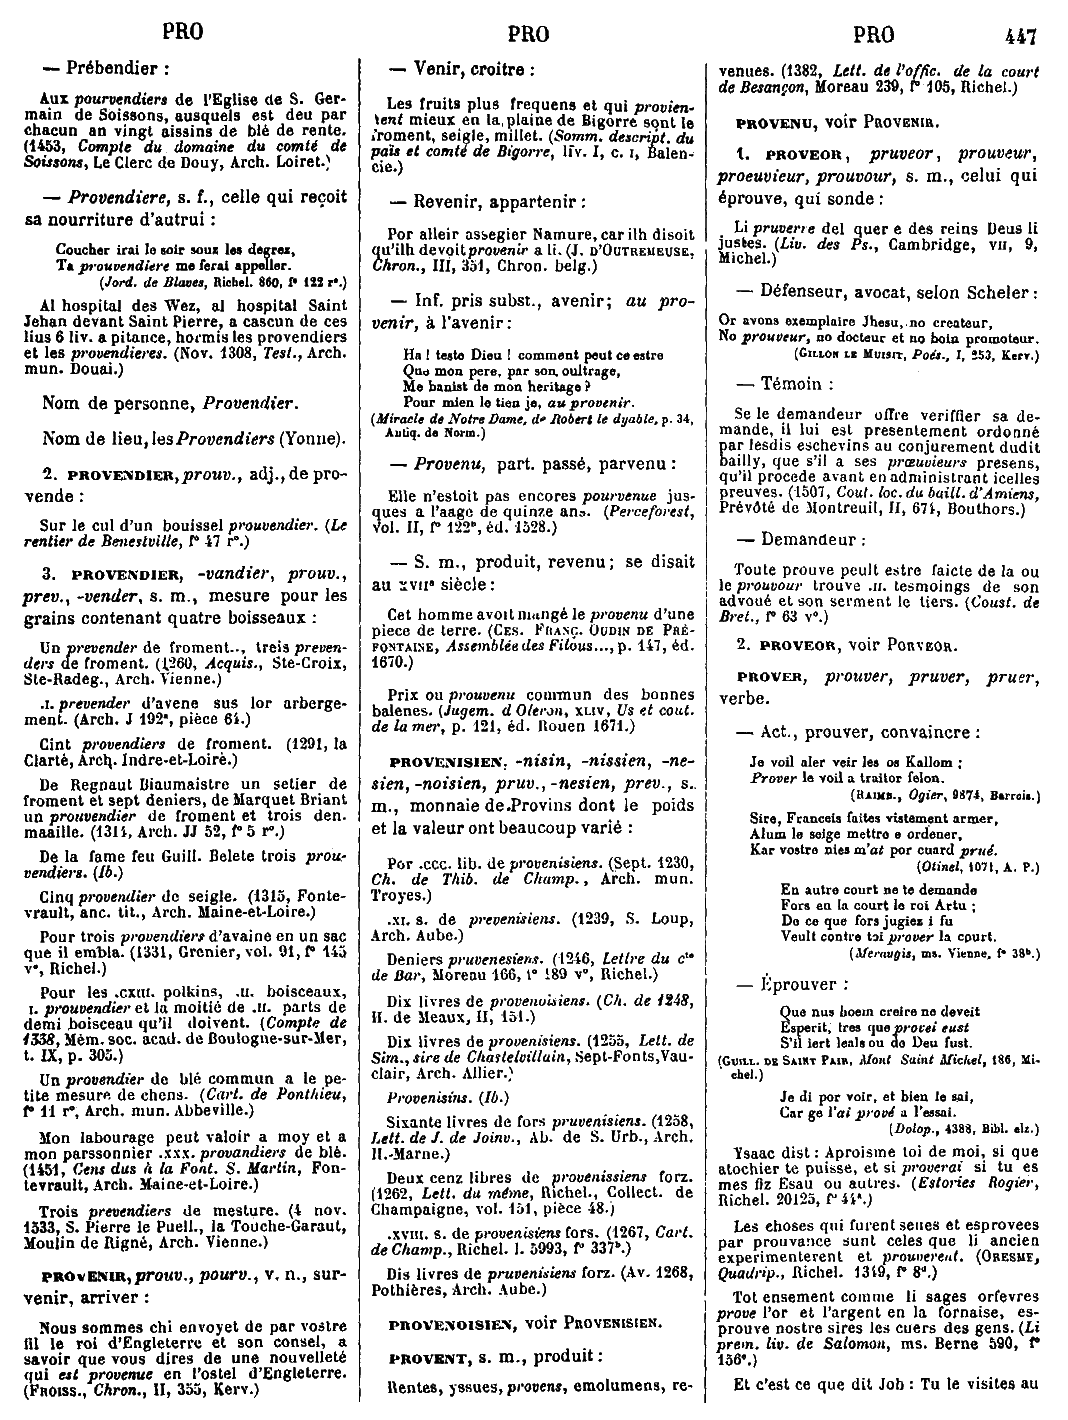 PRO
PRO
PRO 447
— Prébendier :
Aux pourvendiers de l'Eglise de S. Ger-
main de Soissons, ausquels est deu par
chacun an vingt aissins de blé de rente.
(1453, Compte du domaine du comté de
Soissons, Le Clerc de Douy, Arch. Loiret.)
— Provendiere, s. f., celle qui reçoit
sa nourriture d'autrui :
Coucher irai le soir soux les degrez,
Ta prouvendiere me ferai appeller.
(Jord. de Blaves, Richel. 860, f° 122 r°.)
Al hospital des Wez, al hospital Saint
Jehan devant Saint Pierre, a cascun de ces
lius 6 liv. a pitance, hormis les provendiers
et les provendieres. (Nov. 1308, Test., Arch.
mun. Douai.)
Nom de personne, Provendier.
Nom de lieu, les Provendiers (Yonne).
2. PROVENDIER, prouv., adj., de pro-
vende :
Sur le cul d'un bouissel prouvendier. (Le
rentier de Benestville, f° 47 r°.)
3. PROVENDIER, -vandier, prouv.,
prev., -vender, s. m., mesure pour les
grains contenant quatre boisseaux :
Un prevender de froment.., treis preven-
ders de froment. (1260, Acquis., Ste-Croix,
Ste-Radeg., Arch. Vienne.)
.I. prevender d'avene sus lor arberge-
ment. (Arch. J 192ª, pièce 64.)
Cint provendiers de froment. (1291, la
Clarté, Arch. Indre-et-Loire.)
De Regnaut Biaumaistre un setier de
froment et sept deniers, de Marquet Briant
un prouvendier de froment et trois den.
maaille. (1314, Arch. JJ 52, f° 5 r°.)
De la fame feu Guill. Belete trois prou-
vendiers. (Ib.)
Cinq provendier de seigle. (1315, Fonte-
vrault, anc. tit., Arch. Maine-et-Loire.)
Pour trois provendiers d'avaine en un sac
que il embla. (1331, Grenier, vol. 91, f° 145
v°, Richel.)
Pour les .CXIII. polkins, .II. boisceaux,
I. prouvendier et la moitié de .II. parts de
demi boisceau qu'il doivent. (Compte de
1338, Mém. soc. acad. de Boulogne-sur-Mer,
t. IX, p. 305.)
Un provendier de blé commun a le pe-
tite mesure de chens. (Cart. de Ponthieu,
f° 11 r°, Arch. mun. Abbeville.)
Mon labourage peut valoir a moy et a
mon parssonnier .XXX. provandiers de blé.
(1451, Cens dus à la Font. S. Martin, Fon-
tevrault, Arch. Maine-et-Loire.)
Trois prevendiers de mesture. (4 nov.
1533, S. Pierre le Puell., la Touche-Garaut,
Moulin de Rigné, Arch. Vienne.)
PROVENIR, prouv., pourv., v. n., sur-
venir, arriver :
Nous sommes chi envoyet de par vostre
fil le roi d'Engleterre et son consel, a
savoir que vous dires de une nouvelleté
qui est provenue en l'ostel d'Engleterre.
(FROISS., Chron., II, 355, Kerv.)
— Venir, croitre :
Les fruits plus frequens et qui provien-
tent mieux en la plaine de Bigorre sont le
froment, seigle, millet. (Somm. descript. du
païs et comté de Bigorre, liv. I, c. I, Balen-
cie.)
— Revenir, appartenir :
Por alleir assegier Namure, car ilh disoit
qu'ilh devoit provenir a li. (J. D'OUTREMEUSE,
Chron., III, 351, Chron. belg.)
— Inf. pris subst., avenir ; au pro-
venir, à l'avenir :
Ha ! teste Dieu ! comment peut ce estre
Que mon pere, par son oultrage,
Me banist de mon heritage ?
Pour mien le tien je, au provenir.
(Miracle de Notre Dame, de Robert le dyable, p. 34,
Antiq. de Norm.)
— Provenu, part. passé, parvenu :
Elle n'estoit pas encores pourvenue jus-
ques a l'aage de quinze ans. (Perceforest,
vol. II, f° 122ᵇ, éd. 1528.)
— S. m., produit, revenu ; se disait
au XVIIᵉ siècle :
Cet homme avoit mangé le provenu d'une
piece de terre. (CES. FRANÇ. OUDIN DE PRÉ-
FONTAINE, Assemblée des Filous..., p. 147, éd.
1670.)
Prix ou prouvenu commun des bonnes
balenes. (Jugem. d Oleron, XLIV, Us et cout.
de la mer, p. 121, éd. Rouen 1671.)
PROVENISIEN, -nisin, -nissien, -ne-
sien, -noisien, pruv., -nesien, prev., s.
m., monnaie de Provins dont le poids
et la valeur ont beaucoup varié :
Por .CCC. lib. de provenisiens. (Sept. 1230,
Ch. de Thib. de Champ., Arch. mun.
Troyes.)
.XI. s. de prevenisiens. (1239, S. Loup,
Arch. Aube.)
Deniers pruvenesiens. (1246, Lettre du cᵗᵉ
de Bar, Moreau 166, f° 189 v°, Richel.)
Dix livres de provenoisiens. (Ch. de 1248,
H. de Meaux, II, 151.)
Dix livres de provenisiens. (1255, Lett. de
Sim., sire de Chastelvillain, Sept-Fonts, Vau-
clair, Arch. Allier.)
Provenisins. (Ib.)
Sixante livres de fors pruvenisiens. (1258,
Lett. de J. de Joinv., Ab. de S. Urb., Arch.
H.-Marne.)
Deux cenz libres de provenissiens forz.
(1262, Lett. du même, Richel., Collect. de
Champaigne, vol. 151, pièce 48.)
.XVIII. s. de provenisiens fors. (1267, Cart.
de Champ., Richel. l. 5993, f° 337ᵇ.)
Dis livres de pruvenisiens forz. (Av. 1268,
Pothières, Arch. Aube.)
PROVENOISIEN, voir PROVENISIEN.
PROVENT, s. m., produit :
Rentes, yssues, provens, emolumens, re-
venues. (1382, Lett. de l'offic. de la court
de Besançon, Moreau 239, f° 105, Richel.)
PROVENU, voir PROVENIR.
1. PROVEOR, pruveor, prouveur,
proeuvieur, prouvour, s. m., celui qui
éprouve, qui sonde :
Li pruverre del quer e des reins Deus li
justes. (Liv. des Ps., Cambridge, VII, 9,
Michel.)
— Défenseur, avocat, selon Scheler :
Or avons exemplaire Jhesu, no createur,
No prouveur, no docteur et no boin promoteur.
(GILLON LE MUISIT, Poés., I, 253, Kerv.)
— Témoin :
Se le demandeur offre veriffier sa de-
mande, il lui est presentement ordonné
par lesdis eschevins au conjurement dudit
bailly, que s'il a ses prœuvieurs presens,
qu'il procede avant en administrant icelles
preuves. (1507, Cout. loc. du baill. d'Amiens,
Prévôté de Montreuil, II, 674, Bouthors.)
— Demandeur :
Toute prouve peult estre faicte de la ou
le prouvour trouve .II. tesmoings de son
advoué et son serment le tiers. (Coust. de
Bret., f° 63 v°.)
2. PROVEOR, voir PORVEOR.
PROVER, prouver, pruver, pruer,
verbe.
— Act., prouver, convaincre :
Je voil aler veir les os Kallom ;
Prover le voil a traitor felon.
(RAIMB., Ogier, 9874, Barrois.)
Sire, Franceis faites vistement armer,
Alum le seige mettre e ordener,
Kar vostre nies m'at por cuard prué.
(Otinel, 1071, A. P.)
En autre court ne te demande
Fors en la court le roi Artu ;
De ce que fors jugiez i fu
Veult contre toi prover la court.
(Meraugis, ms. Vienne, f° 38ᵇ.)
— Éprouver :
Que nus hoem creire ne deveit
Esperit, tres que provei eust
S'il iert leals ou de Deu fust.
(GUILL. DE SAINT PAIR, Mont Saint Michel, 186, Mi-
chel.)
Je di por voir, et bien le sai,
Car ge l'ai prové a l'essai.
(Dolop., 4388, Bibl. elz.)
Ysaac dist : Aproisme toi de moi, si que
atochier te puisse, et si proverai si tu es
mes fiz Esau ou autres. (Estories Rogier,
Richel. 20125, f° 44ᵃ.)
Les choses qui furent seues et esprovees
par prouvance sunt celes que li ancien
experimenterent et prouverent. (ORESME,
Quadrip., Richel. 1349, f° 8ᵈ.)
Tot ensement comme li sages orfevres
prove l'or et l'argent en la fornaise, es-
prouve nostre sires les cuers des gens. (Li
prem. liv. de Salomon, ms. Berne 590, f°
156ᵃ.)
Et c'est ce que dit Job : Tu le visites au